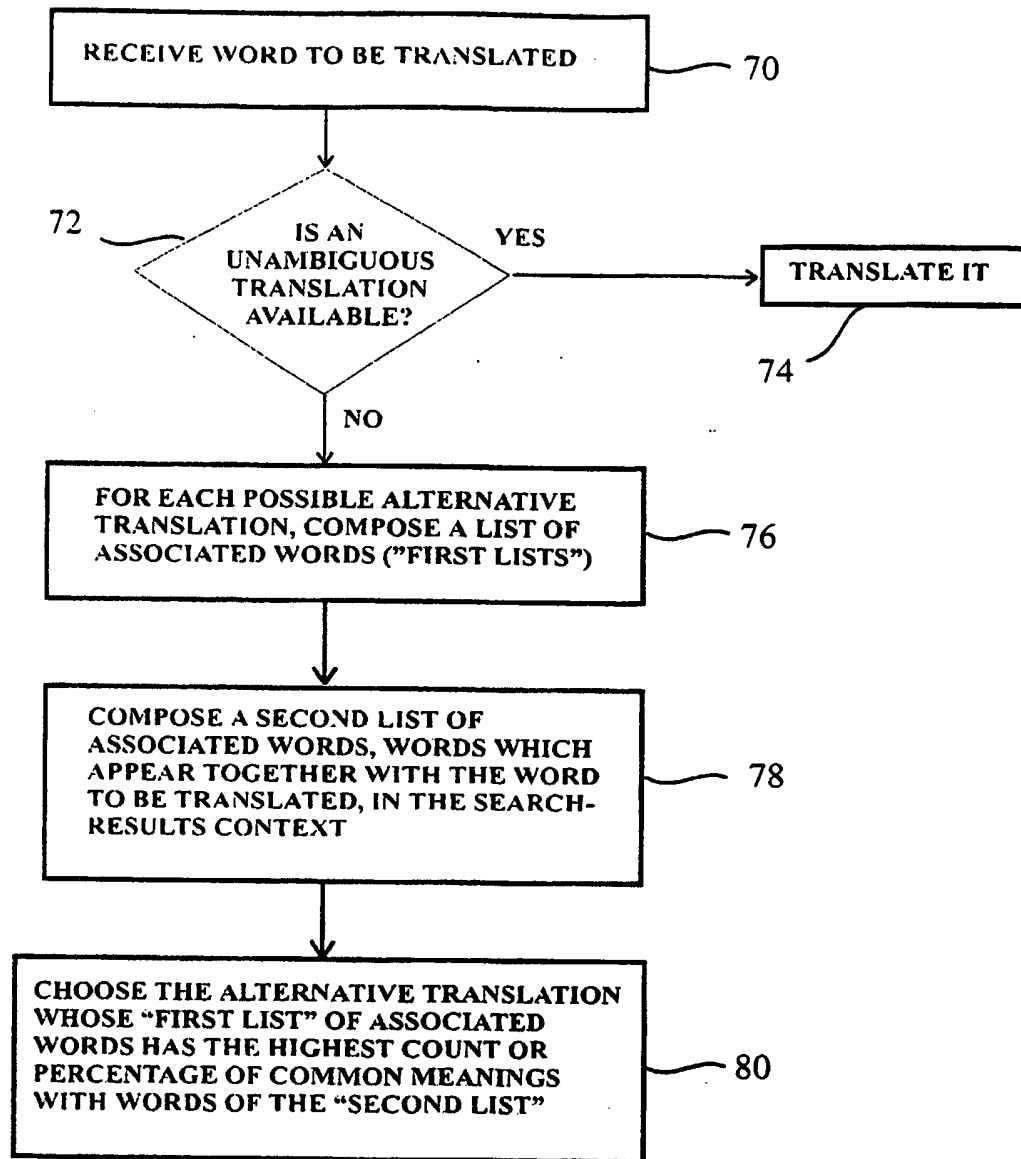 RECEIVE WORD TO BE TRANSLATED
70
72
IS AN
UNAMBIGUOUS
TRANSLATION
AVAILABLE?
YES
TRANSLATE IT
74
NO
FOR EACH POSSIBLE ALTERNATIVE
TRANSLATION, COMPOSE A LIST OF
ASSOCIATED WORDS ("FIRST LISTS")
76
COMPOSE A SECOND LIST OF
ASSOCIATED WORDS, WORDS WHICH
APPEAR TOGETHER WITH THE WORD
TO BE TRANSLATED, IN THE SEARCH-
RESULTS CONTEXT
78
CHOOSE THE ALTERNATIVE TRANSLATION
WHOSE “FIRST LIST” OF ASSOCIATED
WORDS HAS THE HIGHEST COUNT OR
PERCENTAGE OF COMMON MEANINGS
WITH WORDS OF THE “SECOND LIST”
80